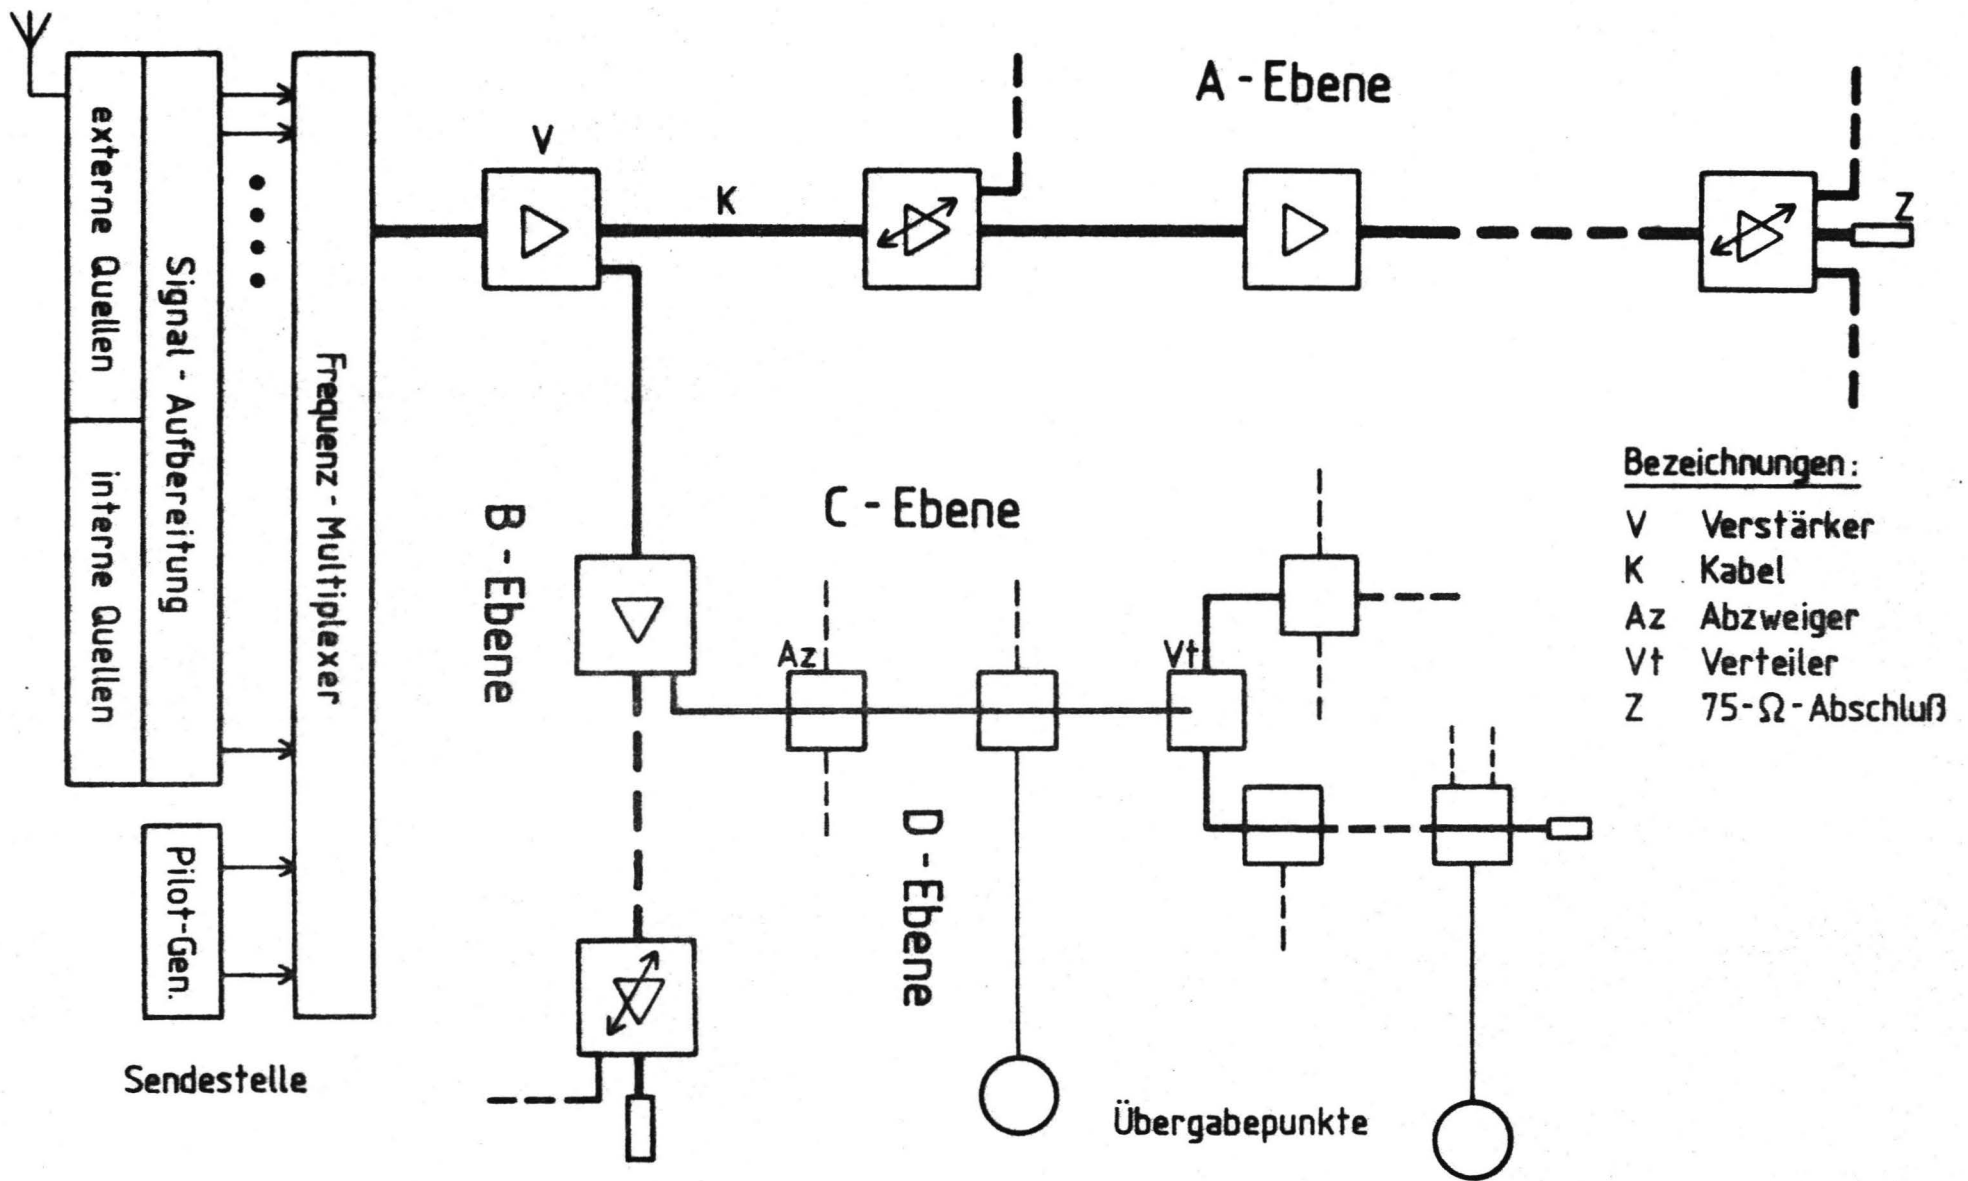 externe Quellen
interne Quellen
Signal - Aufbereitung
Frequenz - Multiplexer
Pilot-Gen.
Sendestelle
A - Ebene
V
K
Z
B - Ebene
C - Ebene
Az
Vt
D - Ebene
Übergabepunkte
Bezeichnungen:
V Verstärker
K Kabel
Az Abzweiger
Vt Verteiler
Z 75-Ω-Abschluß